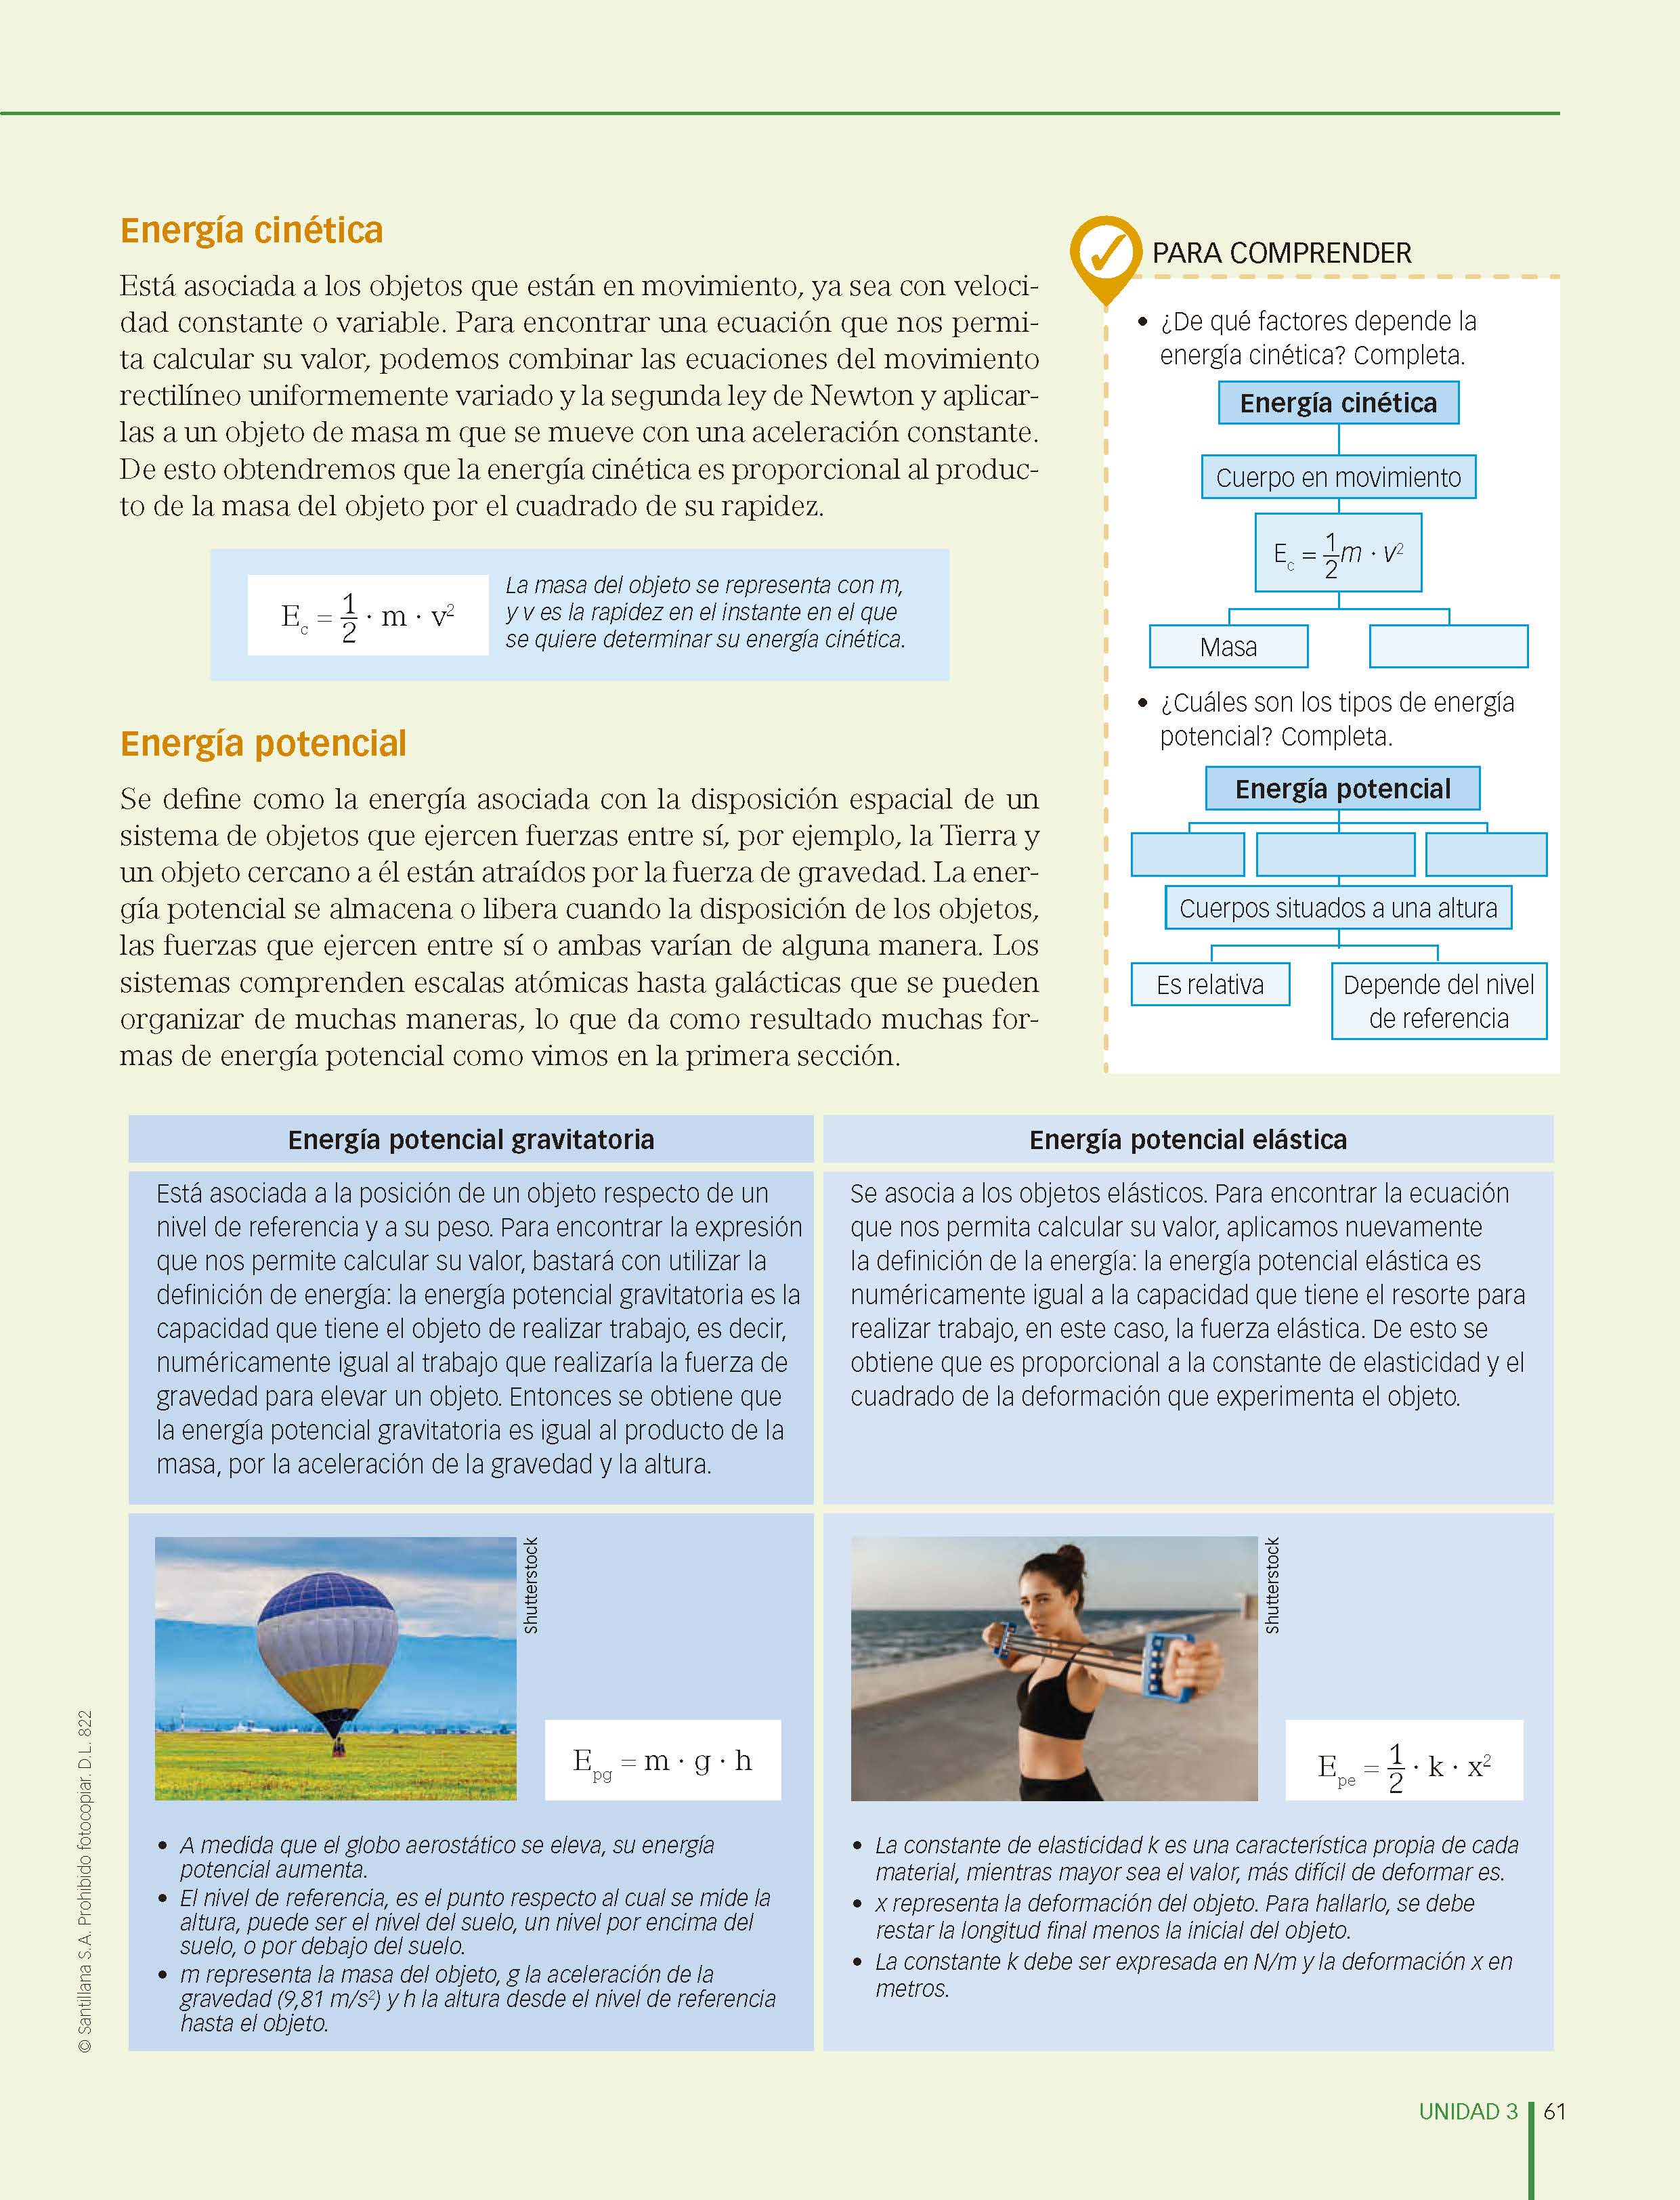 Energía cinética
Está asociada a los objetos que están en movimiento, ya sea con veloci-
dad constante o variable. Para encontrar una ecuación que nos permi-
ta calcular su valor, podemos combinar las ecuaciones del movimiento
rectilíneo uniformemente variado y la segunda ley de Newton y aplicar-
las a un objeto de masa m que se mueve con una aceleración constante.
De esto obtendremos que la energía cinética es proporcional al produc-
to de la masa del objeto por el cuadrado de su rapidez.
E_c = 1/2 · m · v²
La masa del objeto se representa con m,
y v es la rapidez en el instante en el que
se quiere determinar su energía cinética.
Energía potencial
Se define como la energía asociada con la disposición espacial de un
sistema de objetos que ejercen fuerzas entre sí, por ejemplo, la Tierra y
un objeto cercano a él están atraídos por la fuerza de gravedad. La ener-
gía potencial se almacena o libera cuando la disposición de los objetos,
las fuerzas que ejercen entre sí o ambas varían de alguna manera. Los
sistemas comprenden escalas atómicas hasta galácticas que se pueden
organizar de muchas maneras, lo que da como resultado muchas for-
mas de energía potencial como vimos en la primera sección.
PARA COMPRENDER
• ¿De qué factores depende la
energía cinética? Completa.
Energía cinética
Cuerpo en movimiento
E_c = 1/2 m · v²
Masa
• ¿Cuáles son los tipos de energía
potencial? Completa.
Energía potencial
Cuerpos situados a una altura
Es relativa
Depende del nivel
de referencia
Energía potencial gravitatoria
Está asociada a la posición de un objeto respecto de un
nivel de referencia y a su peso. Para encontrar la expresión
que nos permite calcular su valor, bastará con utilizar la
definición de energía: la energía potencial gravitatoria es la
capacidad que tiene el objeto de realizar trabajo, es decir,
numéricamente igual al trabajo que realizaría la fuerza de
gravedad para elevar un objeto. Entonces se obtiene que
la energía potencial gravitatoria es igual al producto de la
masa, por la aceleración de la gravedad y la altura.
Shutterstock
E_pg = m · g · h
• A medida que el globo aerostático se eleva, su energía
potencial aumenta.
• El nivel de referencia, es el punto respecto al cual se mide la
altura, puede ser el nivel del suelo, un nivel por encima del
suelo, o por debajo del suelo.
• m representa la masa del objeto, g la aceleración de la
gravedad (9,81 m/s²) y h la altura desde el nivel de referencia
hasta el objeto.
Energía potencial elástica
Se asocia a los objetos elásticos. Para encontrar la ecuación
que nos permita calcular su valor, aplicamos nuevamente
la definición de la energía: la energía potencial elástica es
numéricamente igual a la capacidad que tiene el resorte para
realizar trabajo, en este caso, la fuerza elástica. De esto se
obtiene que es proporcional a la constante de elasticidad y el
cuadrado de la deformación que experimenta el objeto.
Shutterstock
E_pe = 1/2 · k · x²
• La constante de elasticidad k es una característica propia de cada
material, mientras mayor sea el valor, más difícil de deformar es.
• x representa la deformación del objeto. Para hallarlo, se debe
restar la longitud final menos la inicial del objeto.
• La constante k debe ser expresada en N/m y la deformación x en
metros.
© Santillana S.A. Prohibido fotocopiar. D.L. 822
UNIDAD 3 61